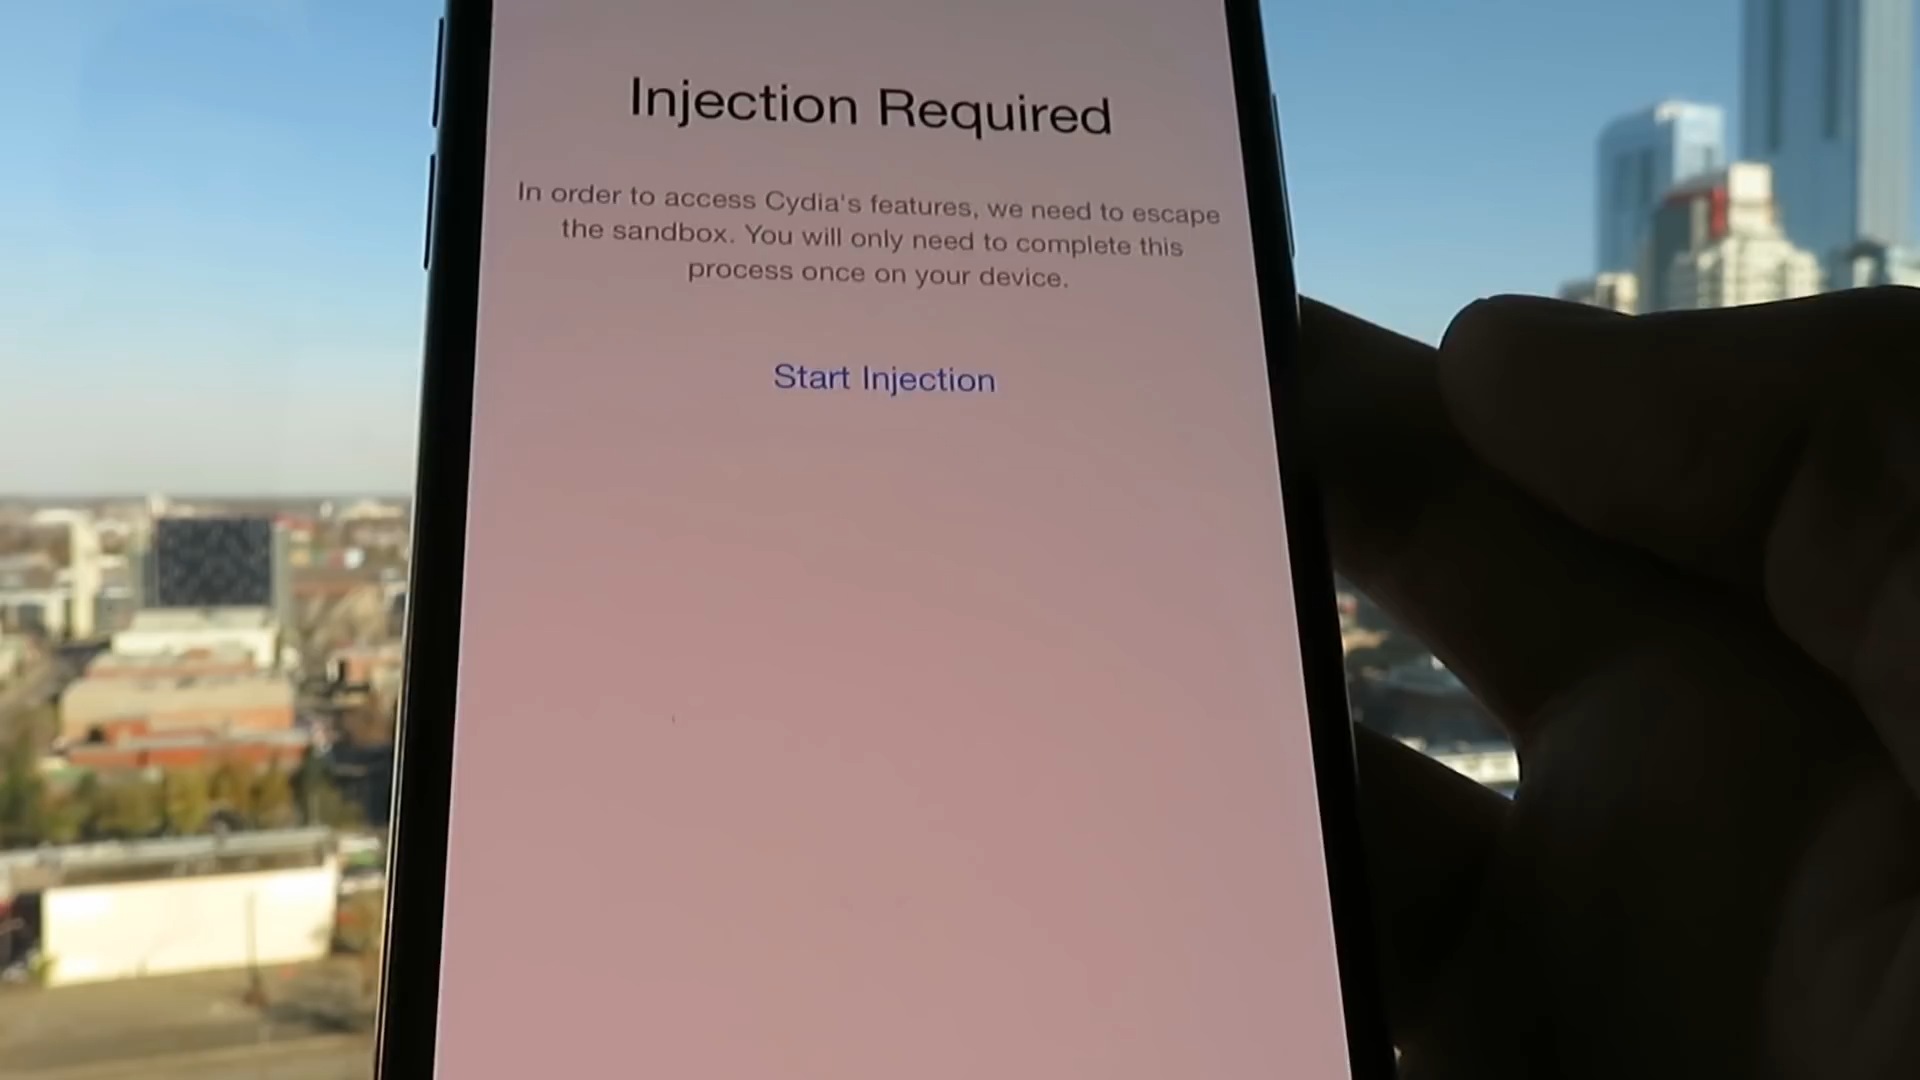 Injection Required
In order to access Cydia's features, we need to escape
the sandbox. You will only need to complete this
process once on your device.
Start Injection